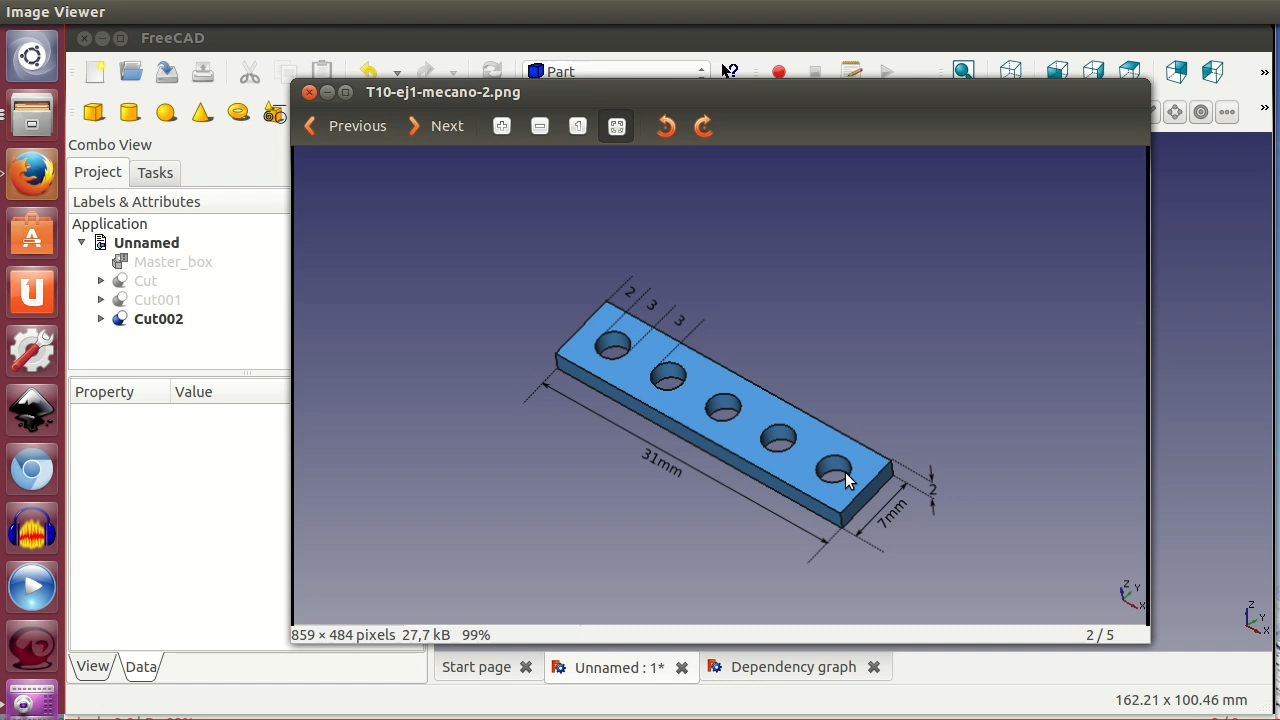 Image Viewer
FreeCAD
Part
T10-ej1-mecano-2.png
Previous
Next
Combo View
Project
Tasks
Labels & Attributes
Application
Unnamed
Master_box
Cut
Cut001
Cut002
Property
Value
2
3
3
31mm
7mm
2
Z
Y
X
Z
Y
X
859 × 484 pixels 27,7 kB 99%
2 / 5
View
Data
Start page
Unnamed : 1*
Dependency graph
162.21 x 100.46 mm